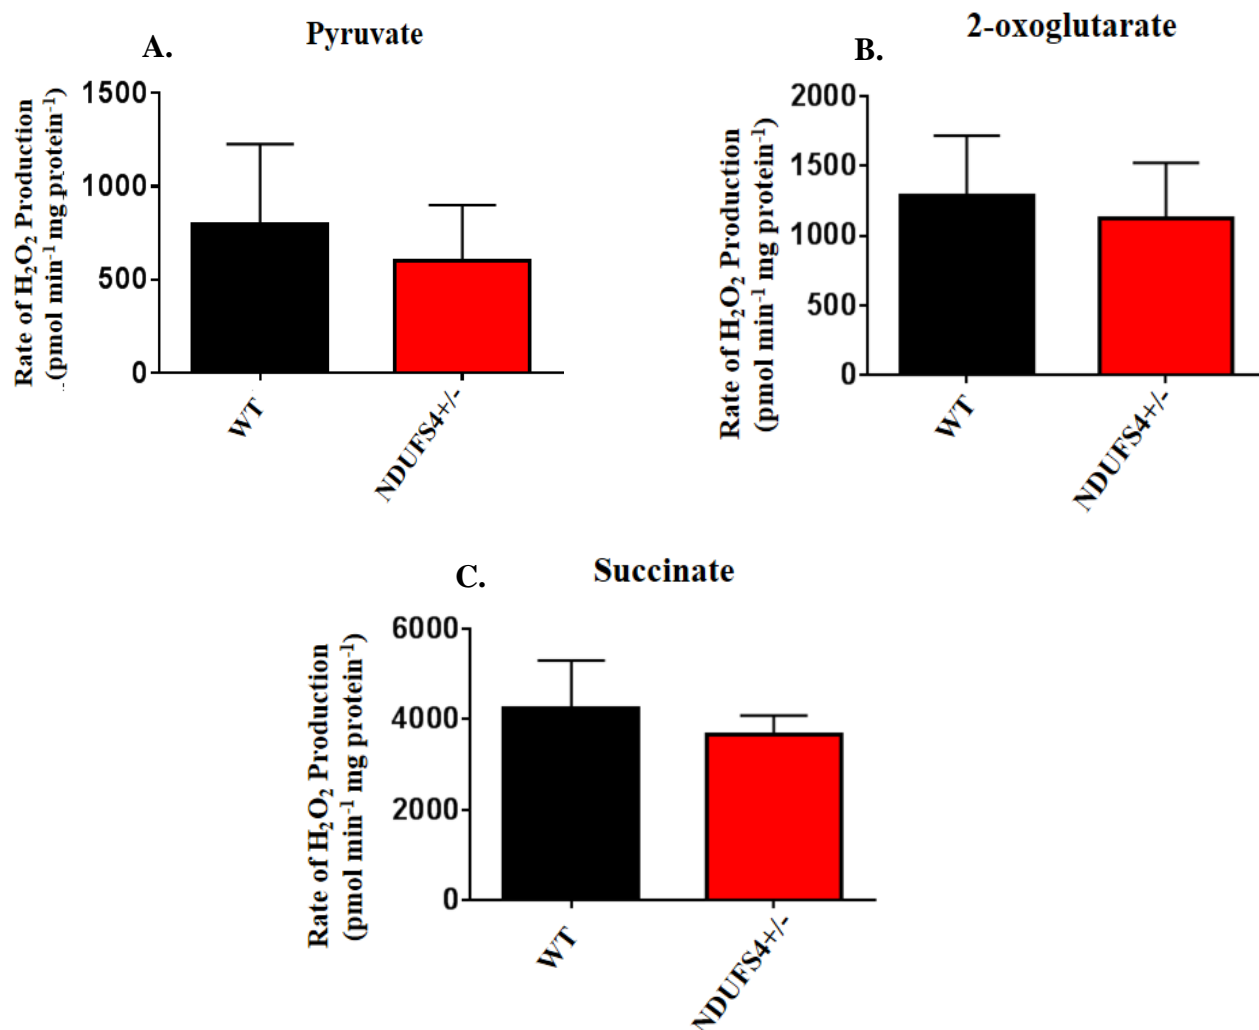 A.
Pyruvate
Rate of H₂O₂ Production
(pmol min⁻¹ mg protein⁻¹)
1500
1000
500
0
WT
NDUFS4+/-
B.
2-oxoglutarate
Rate of H₂O₂ Production
(pmol min⁻¹ mg protein⁻¹)
2000
1500
1000
500
0
WT
NDUFS4+/-
C.
Succinate
Rate of H₂O₂ Production
(pmol min⁻¹ mg protein⁻¹)
6000
4000
2000
0
WT
NDUFS4+/-